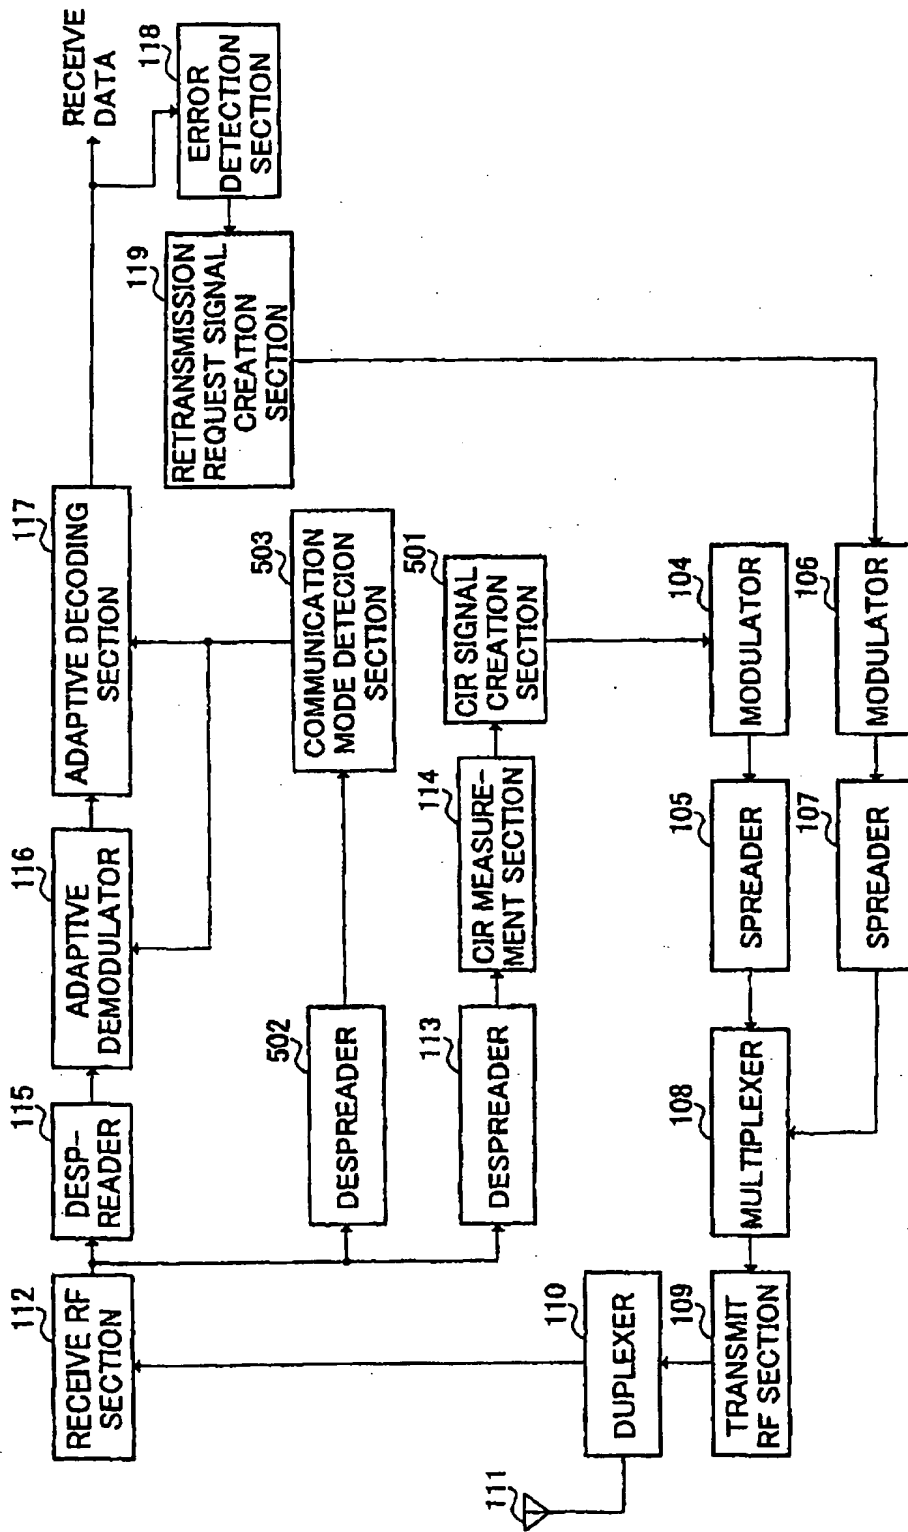 112
RECEIVE RF
SECTION
115
DESP-
READER
116
ADAPTIVE
DEMODULATOR
117
ADAPTIVE DECODING
SECTION
RECEIVE
DATA
118
ERROR
DETECTION
SECTION
119
RETRANSMISSION
REQUEST SIGNAL
CREATION
SECTION
502
DESPREADER
503
COMMUNICATION
MODE DETECION
SECTION
113
DESPREADER
114
CIR MEASURE-
MENT SECTION
501
CIR SIGNAL
CREATION
SECTION
111
110
DUPLEXER
109
TRANSMIT
RF SECTION
108
MULTIPLEXER
105
SPREADER
104
MODULATOR
107
SPREADER
106
MODULATOR